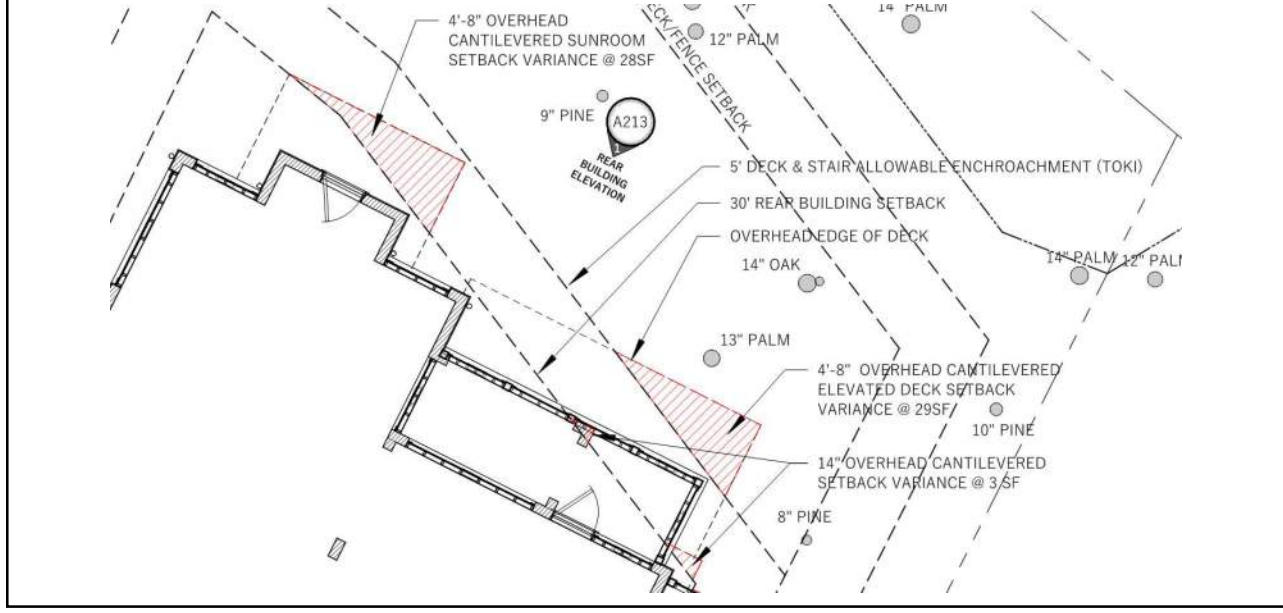 4'-8" OVERHEAD
CANTILEVERED SUNROOM
SETBACK VARIANCE @ 28SF
12" PALM
14" PALM
DECK/FENCE SETBACK
9" PINE
A213
1
REAR
BUILDING
ELEVATION
5' DECK & STAIR ALLOWABLE ENCHROACHMENT (TOKI)
30' REAR BUILDING SETBACK
OVERHEAD EDGE OF DECK
14" OAK
14" PALM
12" PALM
13" PALM
4'-8" OVERHEAD CANTILEVERED
ELEVATED DECK SETBACK
VARIANCE @ 29SF
10" PINE
14" OVERHEAD CANTILEVERED
SETBACK VARIANCE @ 3 SF
8" PINE